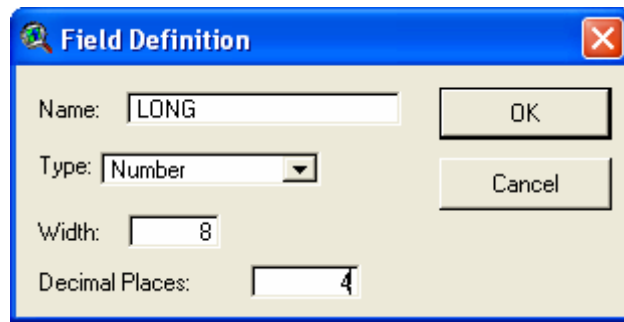 Field Definition
Name: LONG
OK
Type: Number
Cancel
Width: 8
Decimal Places: 4